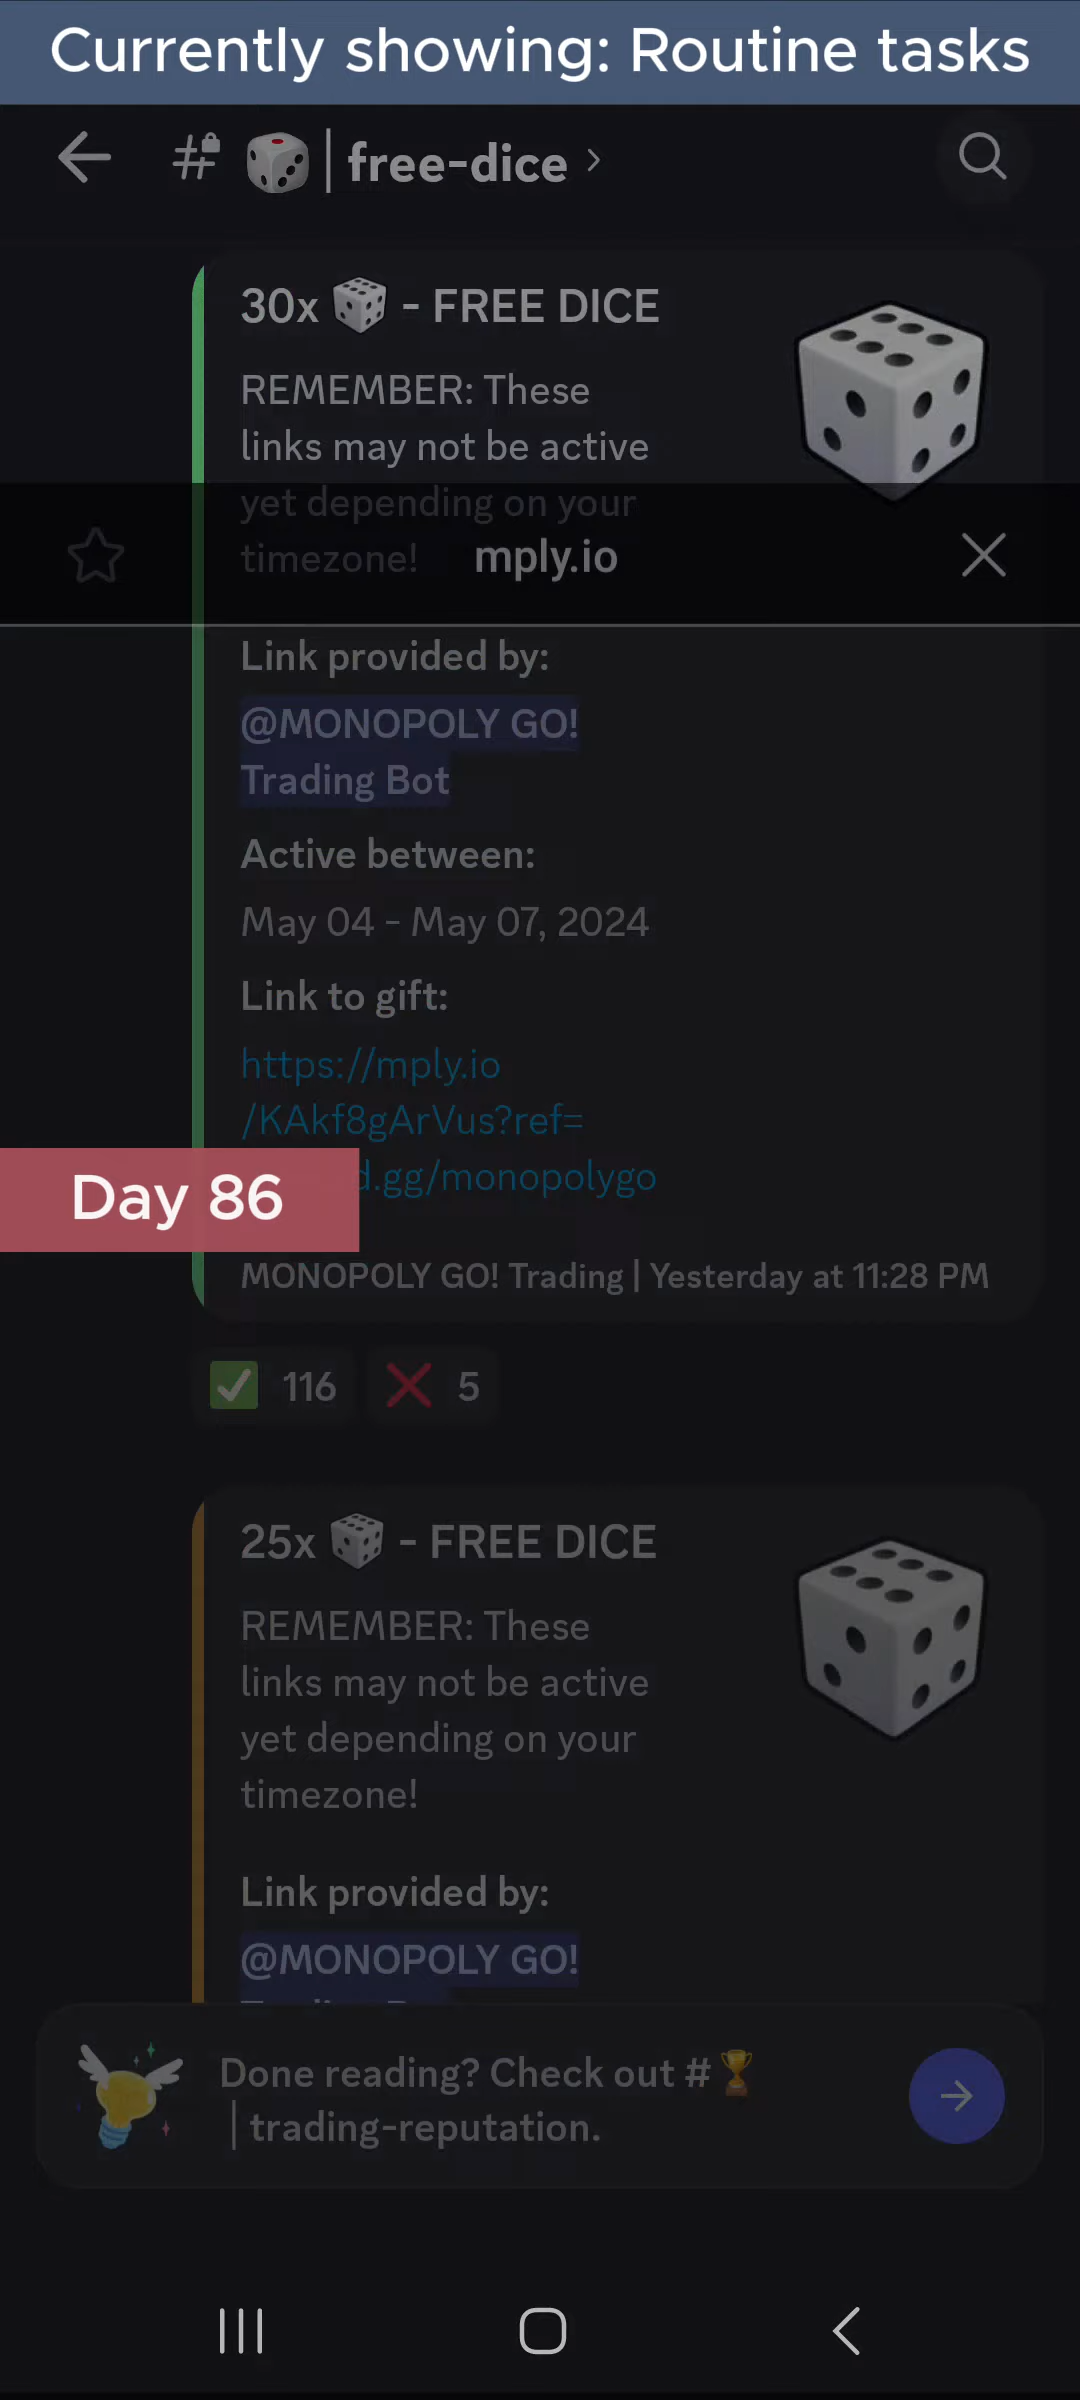 Currently showing: Routine tasks
# | free-dice >
30x - FREE DICE
REMEMBER: These
links may not be active
yet depending on your
timezone!
mply.io
Link provided by:
@MONOPOLY GO!
Trading Bot
Active between:
May 04 - May 07, 2024
Link to gift:
https://mply.io
/KAkf8gArVus?ref=
d.gg/monopolygo
Day 86
MONOPOLY GO! Trading | Yesterday at 11:28 PM
116 5
25x - FREE DICE
REMEMBER: These
links may not be active
yet depending on your
timezone!
Link provided by:
@MONOPOLY GO!
Done reading? Check out #
| trading-reputation.